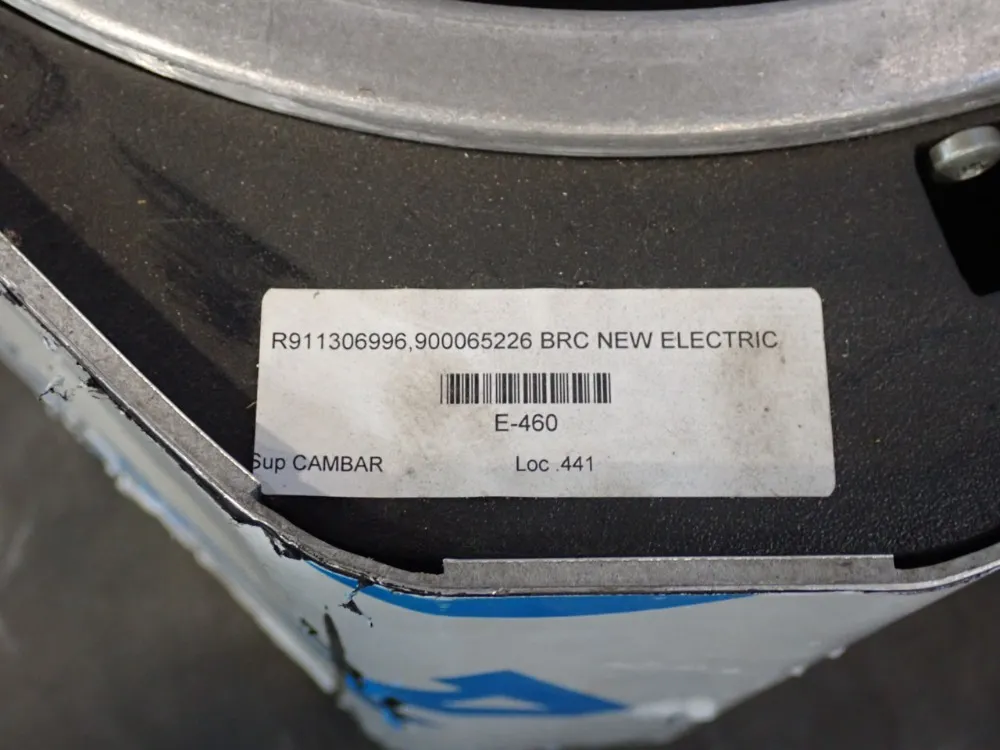 R911306996,900065226 BRC NEW ELECTRIC
E-460
Sup CAMBAR Loc .441